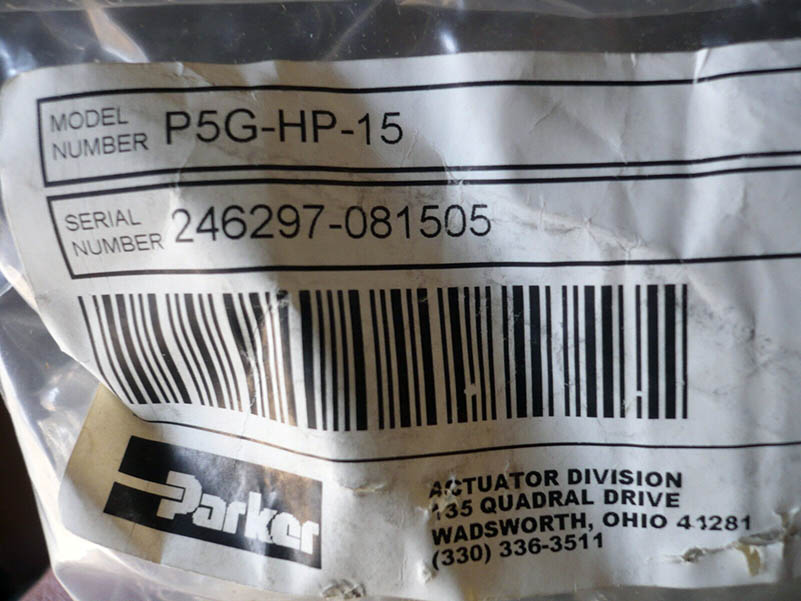 MODEL NUMBER P5G-HP-15
SERIAL NUMBER 246297-081505
Parker
ACTUATOR DIVISION
135 QUADRAL DRIVE
WADSWORTH, OHIO 41281
(330) 336-3511